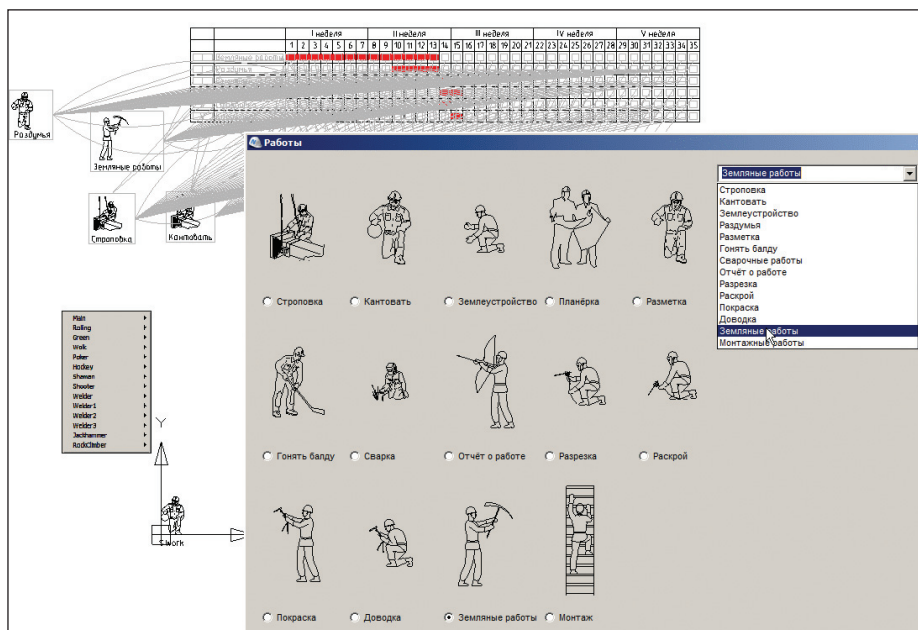 I неделя II неделя III неделя IV неделя V неделя
1 2 3 4 5 6 7 8 9 10 11 12 13 14 15 16 17 18 19 20 21 22 23 24 25 26 27 28 29 30 31 32 33 34 35
Земляные работы
Раздумья
Раздумья
Земляные работы
Строповка
Кантовать
Работы
Земляные работы
Строповка
Кантовать
Землеустройство
Раздумья
Разметка
Гонять балду
Сварочные работы
Отчёт о работе
Разрезка
Раскрой
Покраска
Доводка
Земляные работы
Монтажные работы
Строповка Кантовать Землеустройство Планёрка Разметка
Гонять балду Сварка Отчёт о работе Разрезка Раскрой
Покраска Доводка Земляные работы Монтаж
Main
Rolling
Green
Walk
Poker
Hockey
Shaman
Shooter
Welder
Welder1
Welder2
Welder3
Jackhammer
RockClimber
Y